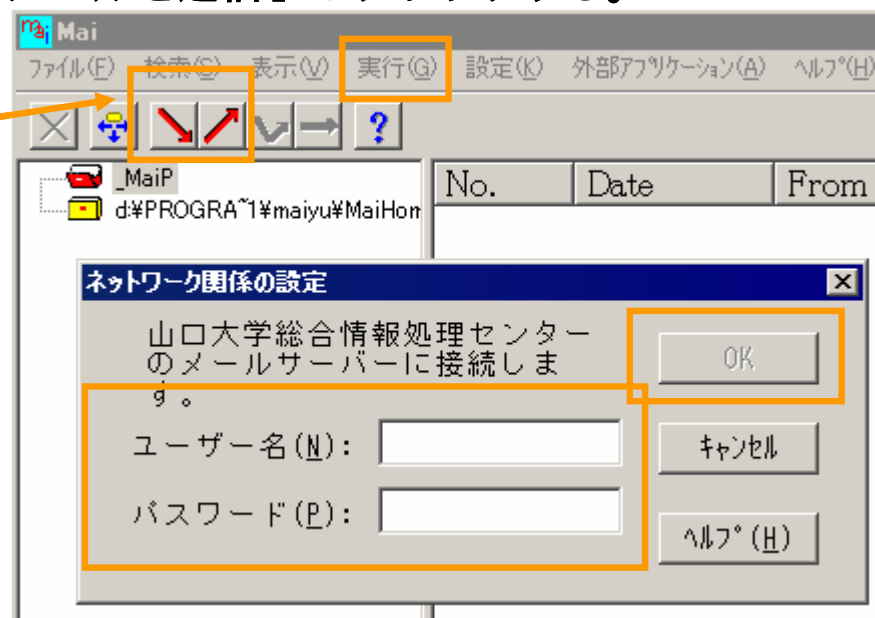 Mai
ファイル(F) 検索(S) 表示(V) 実行(G) 設定(K) 外部アプリケーション(A) ヘルプ(H)
?
_MaiP
d:¥PROGRA~1¥maiyu¥MaiHom
No. Date From
ネットワーク関係の設定
山口大学総合情報処理センター
のメールサーバーに接続しま
す。
OK
ユーザー名(N):
キャンセル
パスワード(P):
ヘルプ(H)